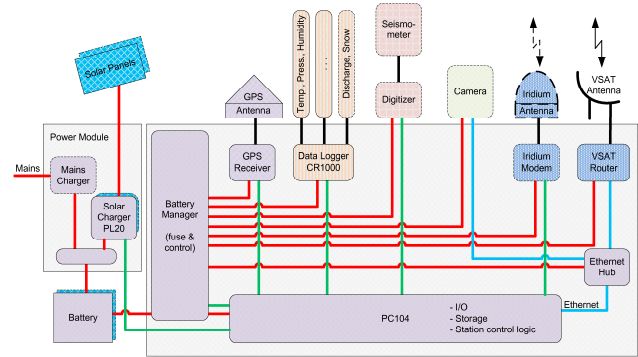 Solar Panels
Temp., Press., Humidity
. . .
Discharge, Snow
Seismo-
meter
GPS
Antenna
Digitizer
Camera
Iridium
Antenna
VSAT
Antenna
Power Module
Mains
Mains
Charger
Solar
Charger
PL20
Battery
Manager
(fuse &
control)
GPS
Receiver
Data Logger
CR1000
Iridium
Modem
VSAT
Router
Ethernet
Hub
Battery
PC104
- I/O
- Storage
- Station control logic
Ethernet